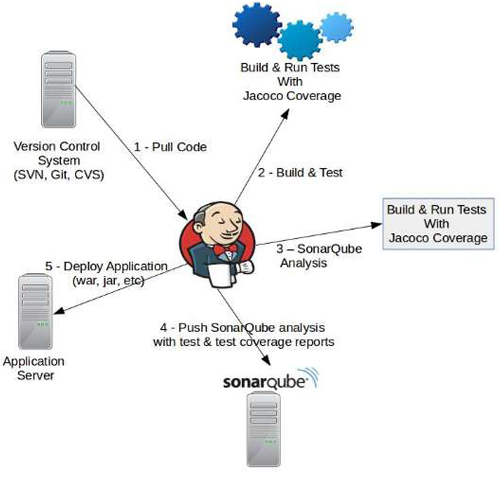 Build & Run Tests
With
Jacoco Coverage
Version Control
System
(SVN, Git, CVS)
1 - Pull Code
2 - Build & Test
Build & Run Tests
With
Jacoco Coverage
3 – SonarQube
Analysis
5 - Deploy Application
(war, jar, etc)
4 - Push SonarQube analysis
with test & test coverage reports
Application
Server
sonarqube